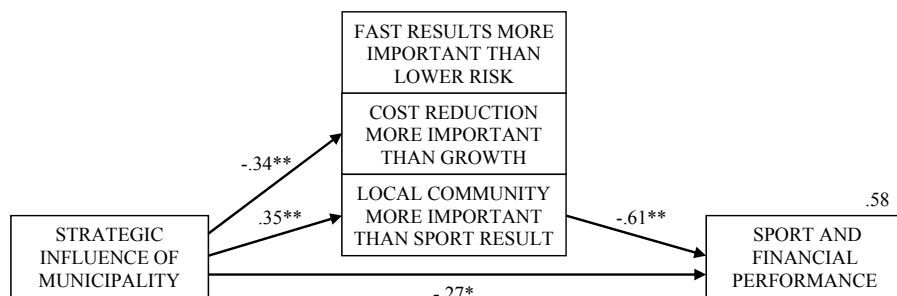 FAST RESULTS MORE
IMPORTANT THAN
LOWER RISK
COST REDUCTION
MORE IMPORTANT
THAN GROWTH
-.34**
LOCAL COMMUNITY
MORE IMPORTANT
THAN SPORT RESULT
.35**
-.61**
.58
STRATEGIC
INFLUENCE OF
MUNICIPALITY
SPORT AND
FINANCIAL
PERFORMANCE
-.27*